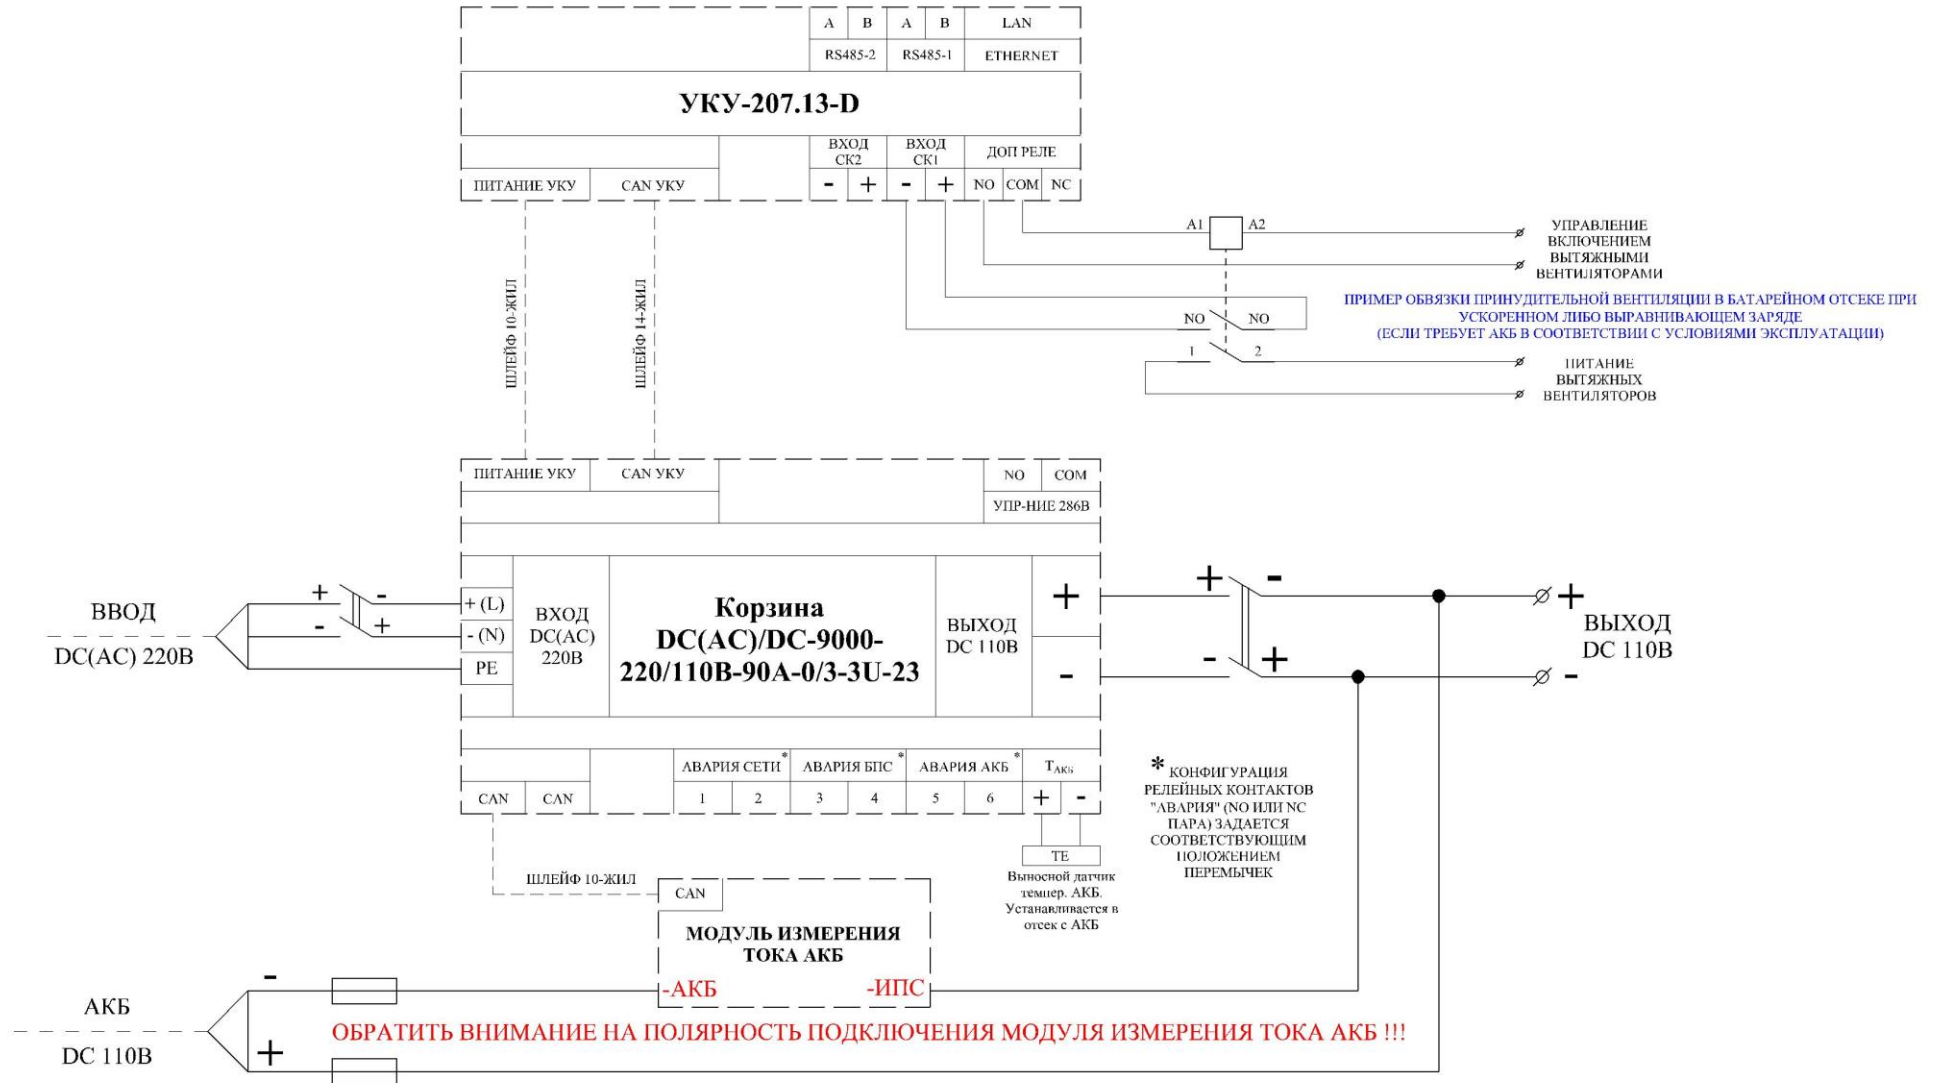 A B A B LAN
RS485-2 RS485-1 ETHERNET
УКУ-207.13-D
ВХОД
СК2
ВХОД
СК1
ДОП РЕЛЕ
ПИТАНИЕ УКУ CAN УКУ - + - + NO COM NC
A1 A2
УПРАВЛЕНИЕ
ВКЛЮЧЕНИЕМ
ВЫТЯЖНЫМИ
ВЕНТИЛЯТОРАМИ
ШЛЕЙФ 10-ЖИЛ
ШЛЕЙФ 14-ЖИЛ
ПРИМЕР ОБВЯЗКИ ПРИНУДИТЕЛЬНОЙ ВЕНТИЛЯЦИИ В БАТАРЕЙНОМ ОТСЕКЕ ПРИ
УСКОРЕННОМ ЛИБО ВЫРАВНИВАЮЩЕМ ЗАРЯДЕ
(ЕСЛИ ТРЕБУЕТ АКБ В СООТВЕТСТВИИ С УСЛОВИЯМИ ЭКСПЛУАТАЦИИ)
NO NO
1 2
ПИТАНИЕ
ВЫТЯЖНЫХ
ВЕНТИЛЯТОРОВ
ПИТАНИЕ УКУ CAN УКУ NO COM
УПР-НИЕ 286В
ВВОД
DC(AC) 220В
+ -
- +
+ (L)
- (N)
PE
ВХОД
DC(AC)
220В
Корзина
DC(AC)/DC-9000-
220/110В-90А-0/3-3U-23
ВЫХОД
DC 110В
+
-
+ -
- +
+
ВЫХОД
DC 110В
-
АВАРИЯ СЕТИ* АВАРИЯ БПС* АВАРИЯ АКБ* TАКБ
CAN CAN 1 2 3 4 5 6 + -
* КОНФИГУРАЦИЯ
РЕЛЕЙНЫХ КОНТАКТОВ
"АВАРИЯ" (NO ИЛИ NC
ПАРА) ЗАДАЕТСЯ
СООТВЕТСТВУЮЩИМ
ПОЛОЖЕНИЕМ
ПЕРЕМЫЧЕК
TE
Выносной датчик
темпер. АКБ.
Устанавливается в
отсек с АКБ
ШЛЕЙФ 10-ЖИЛ
CAN
МОДУЛЬ ИЗМЕРЕНИЯ
ТОКА АКБ
-АКБ -ИПС
-
АКБ
DC 110В
+
ОБРАТИТЬ ВНИМАНИЕ НА ПОЛЯРНОСТЬ ПОДКЛЮЧЕНИЯ МОДУЛЯ ИЗМЕРЕНИЯ ТОКА АКБ !!!